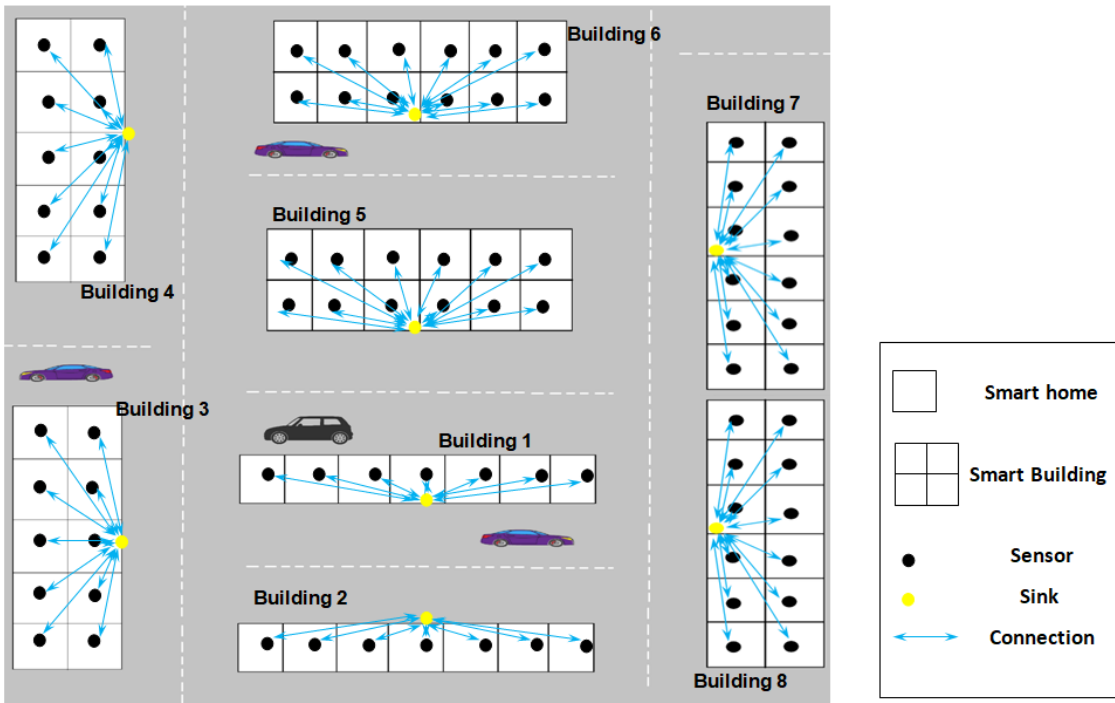 Building 6
Building 7
Building 5
Building 4
Building 3
Building 1
Building 2
Building 8
Smart home
Smart Building
Sensor
Sink
Connection